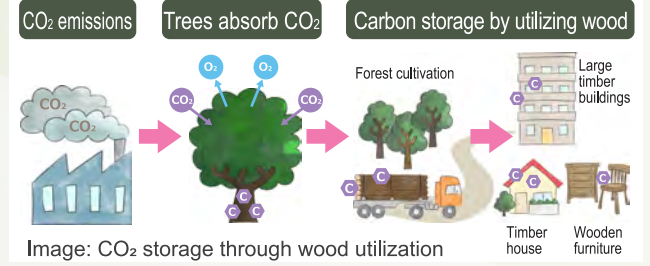 CO₂ emissions
Trees absorb CO₂
Carbon storage by utilizing wood
CO₂
CO₂
O₂
O₂
CO₂
CO₂
C
C
C
Forest cultivation
C
C
C
C
Large
timber
buildings
C
C
C
Timber
house
Wooden
furniture
Image: CO₂ storage through wood utilization